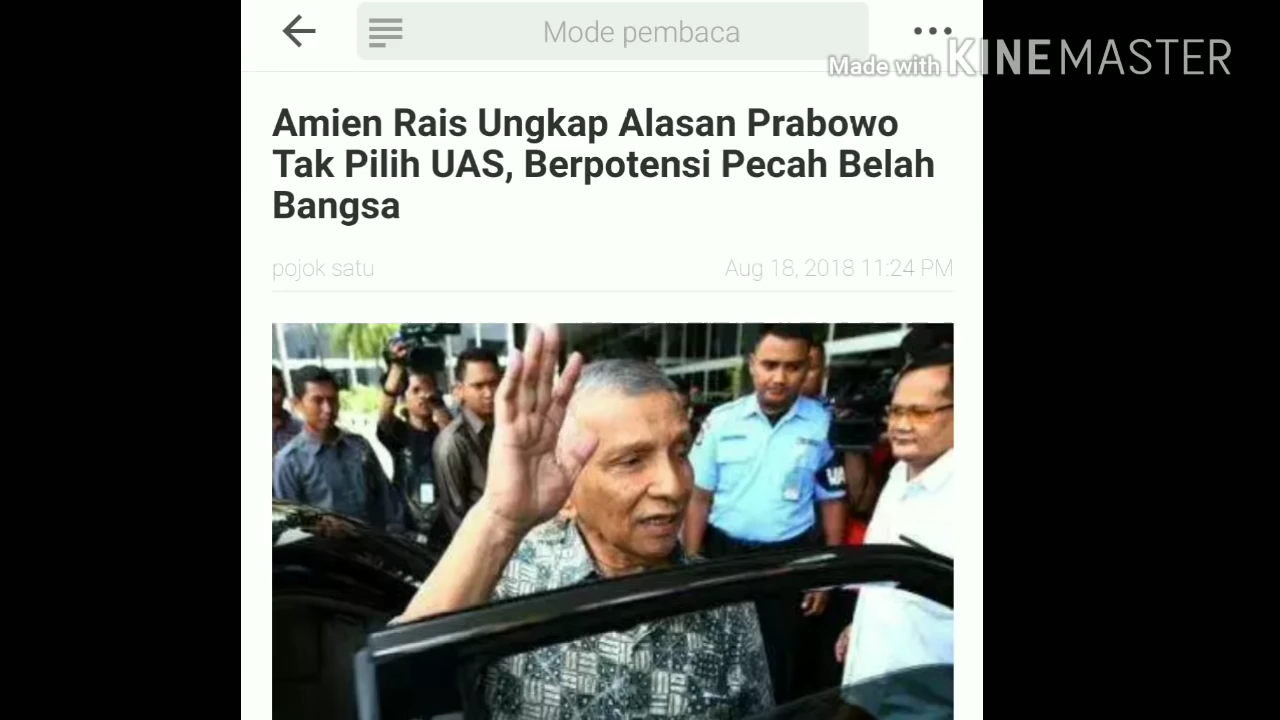 Mode pembaca
Made with KINEMASTER
Amien Rais Ungkap Alasan Prabowo
Tak Pilih UAS, Berpotensi Pecah Belah
Bangsa
pojok satu
Aug 18, 2018 11:24 PM